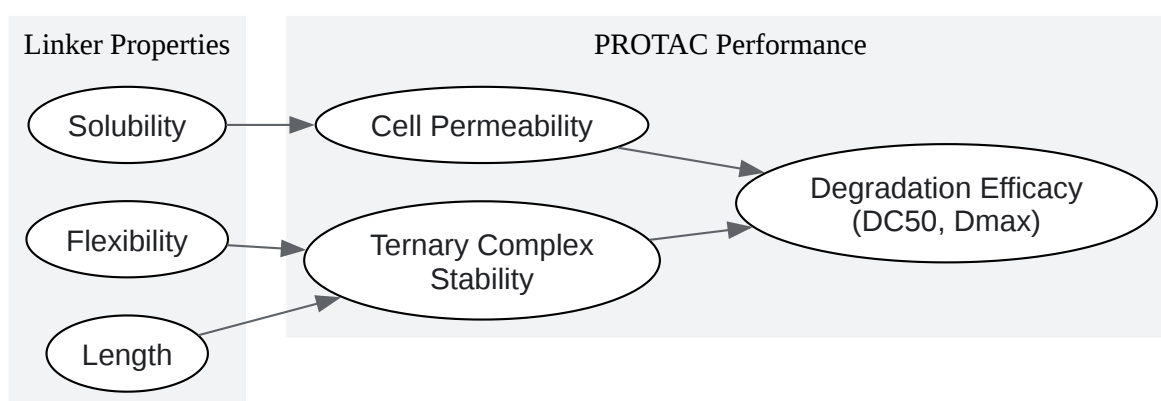 Linker Properties
PROTAC Performance
Solubility
Cell Permeability
Degradation Efficacy
(DC50, Dmax)
Flexibility
Ternary Complex
Stability
Length